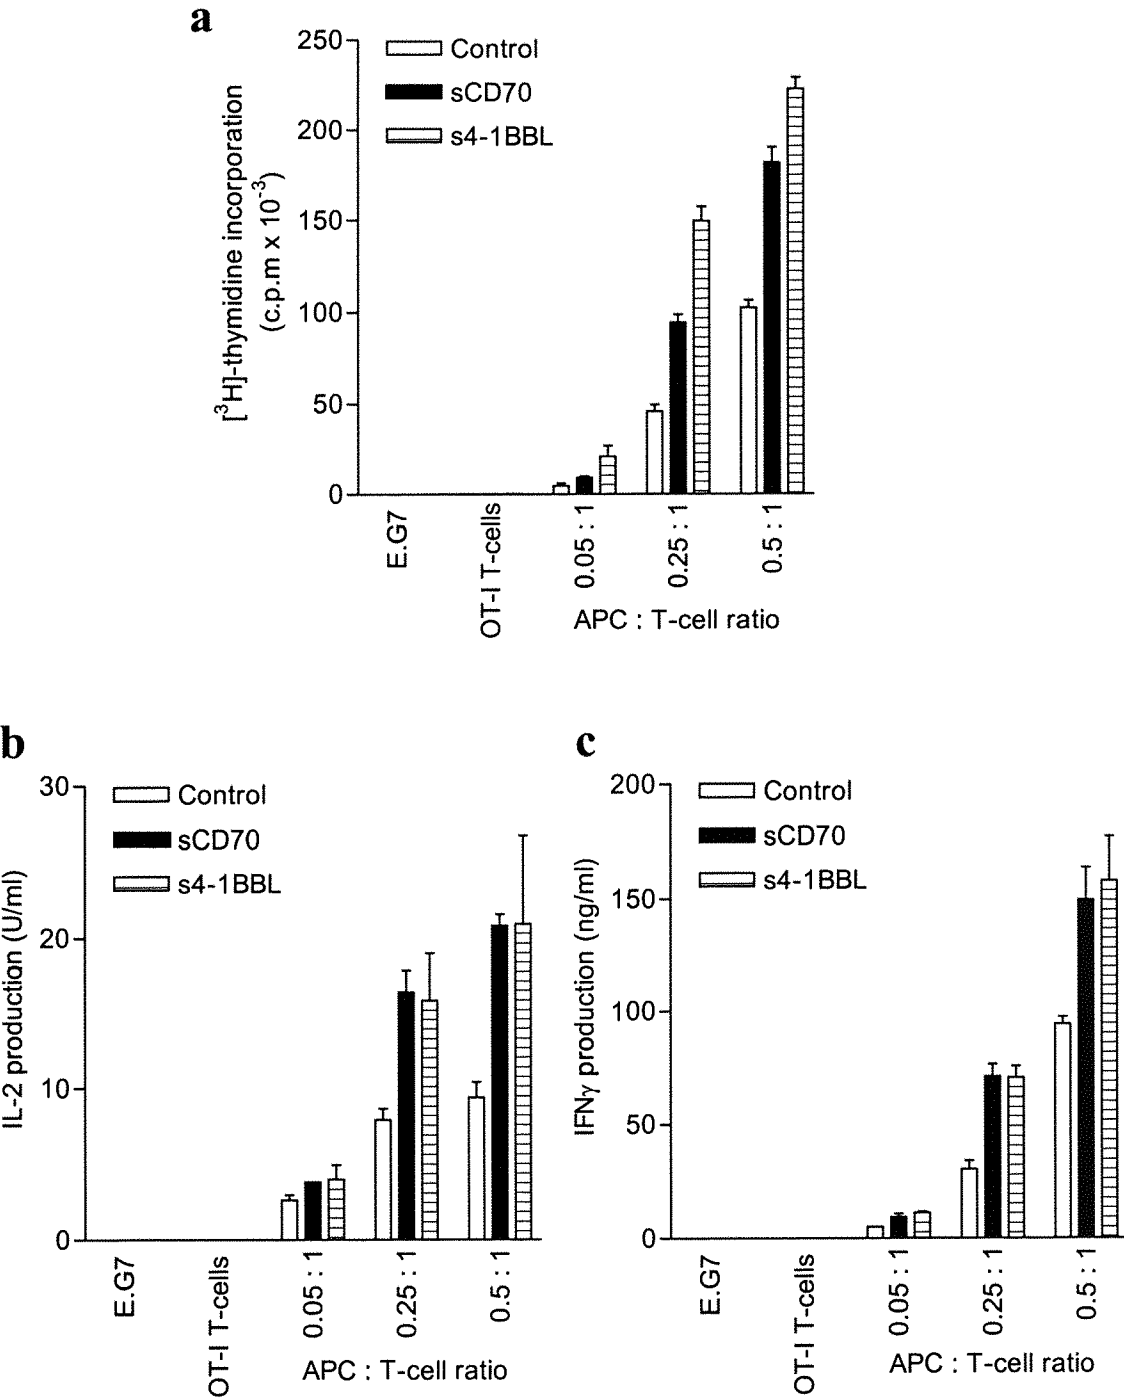 a
[³H]-thymidine incorporation
(c.p.m x 10⁻³)
250
200
150
100
50
0
Control
sCD70
s4-1BBL
E.G7
OT-I T-cells
0.05 : 1
0.25 : 1
0.5 : 1
APC : T-cell ratio
b
IL-2 production (U/ml)
30
20
10
0
Control
sCD70
s4-1BBL
E.G7
OT-I T-cells
0.05 : 1
0.25 : 1
0.5 : 1
APC : T-cell ratio
c
IFNγ production (ng/ml)
200
150
100
50
0
Control
sCD70
s4-1BBL
E.G7
OT-I T-cells
0.05 : 1
0.25 : 1
0.5 : 1
APC : T-cell ratio